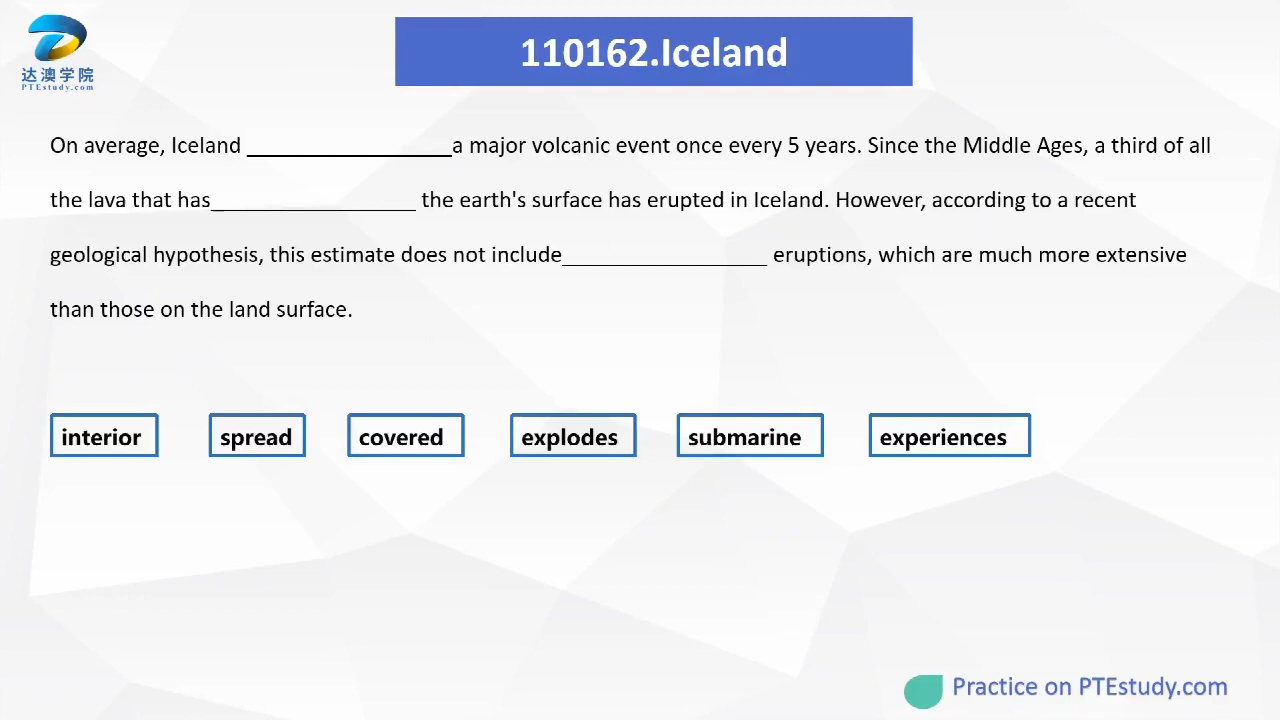 达澳学院
PTEstudy.com
110162.Iceland
On average, Iceland _________________a major volcanic event once every 5 years. Since the Middle Ages, a third of all
the lava that has_________________ the earth's surface has erupted in Iceland. However, according to a recent
geological hypothesis, this estimate does not include_________________ eruptions, which are much more extensive
than those on the land surface.
interior spread covered explodes submarine experiences
Practice on PTEstudy.com